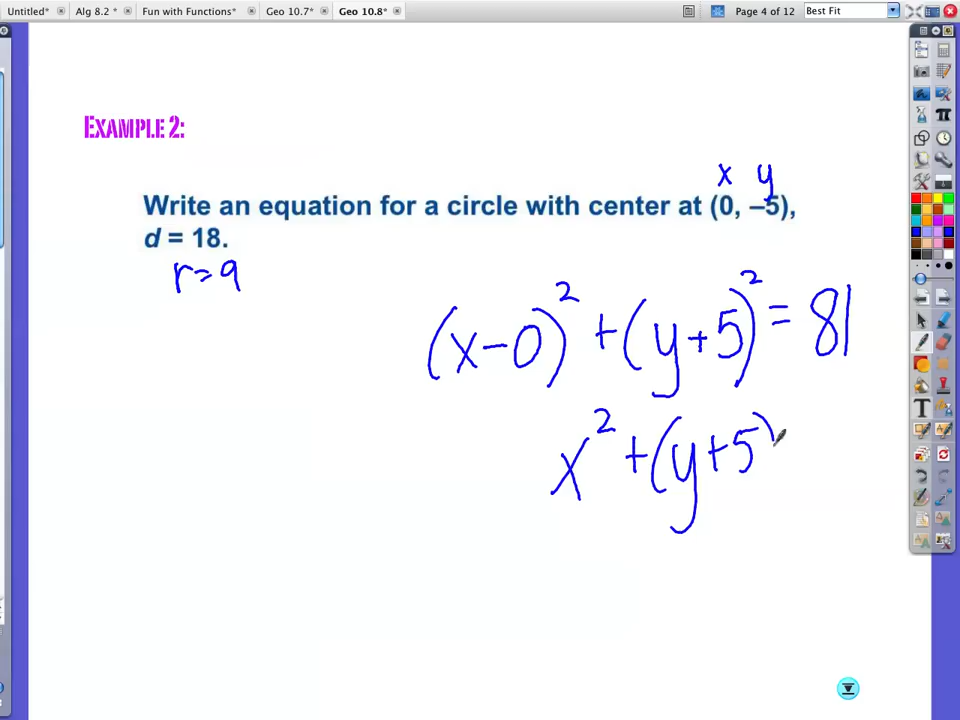 Untitled* Alg 8.2 * Fun with Functions* Geo 10.7* Geo 10.8* Page 4 of 12 Best Fit
EXAMPLE 2:
x y
Write an equation for a circle with center at (0, –5),
d = 18.
r = 9
(x-0)² + (y+5)² = 81
x² + (y+5)